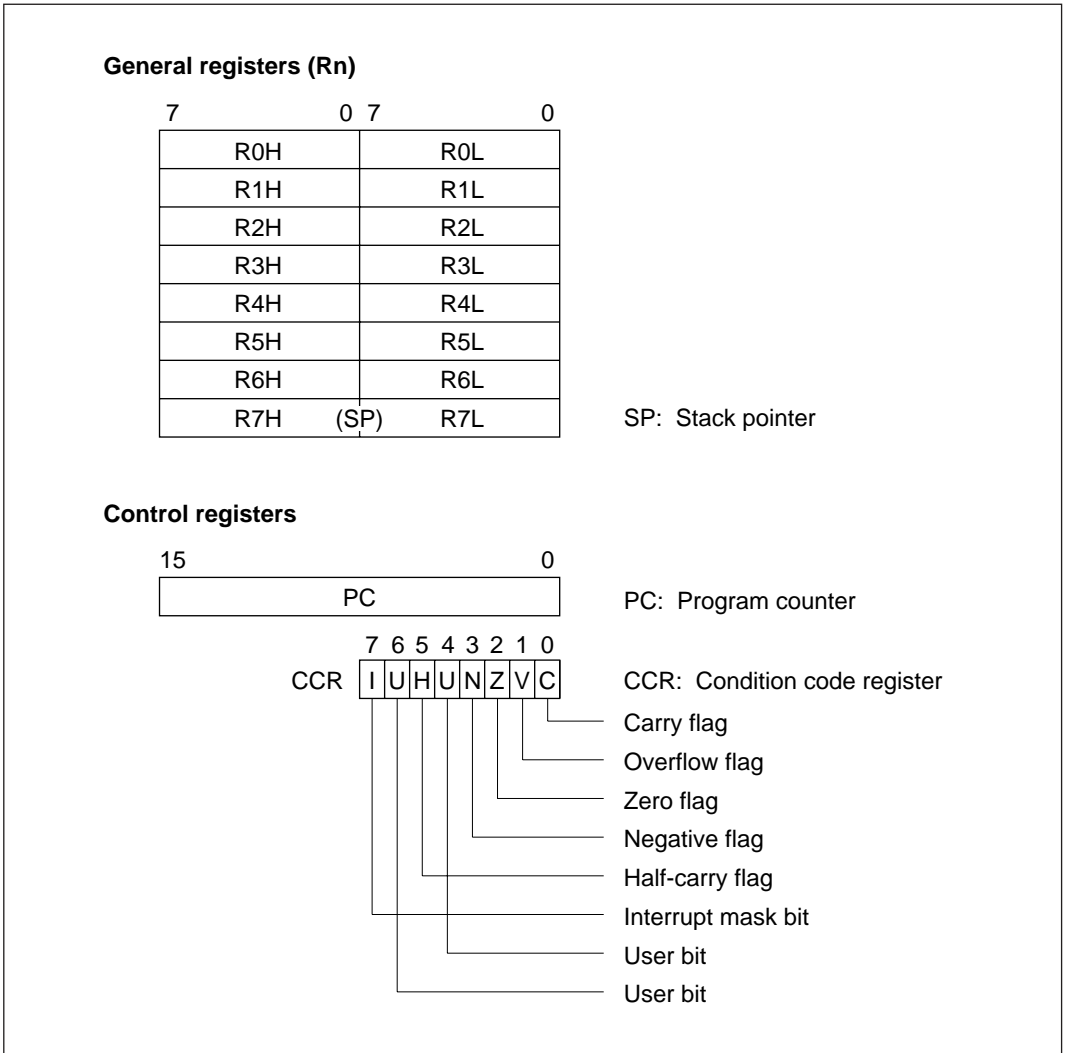 General registers (Rn)
7 0 7 0
R0H R0L
R1H R1L
R2H R2L
R3H R3L
R4H R4L
R5H R5L
R6H R6L
R7H (SP) R7L SP: Stack pointer
Control registers
15 0
PC PC: Program counter
7 6 5 4 3 2 1 0
CCR I U H U N Z V C CCR: Condition code register
Carry flag
Overflow flag
Zero flag
Negative flag
Half-carry flag
Interrupt mask bit
User bit
User bit